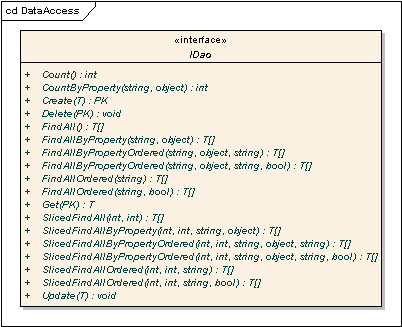 cd DataAccess
«interface»
IDao
+ Count() : int
+ CountByProperty(string, object) : int
+ Create(T) : PK
+ Delete(PK) : void
+ FindAll() : T[]
+ FindAllByProperty(string, object) : T[]
+ FindAllByPropertyOrdered(string, object, string) : T[]
+ FindAllByPropertyOrdered(string, object, string, bool) : T[]
+ FindAllOrdered(string) : T[]
+ FindAllOrdered(string, bool) : T[]
+ Get(PK) : T
+ SlicedFindAll(int, int) : T[]
+ SlicedFindAllByProperty(int, int, string, object) : T[]
+ SlicedFindAllByPropertyOrdered(int, int, string, object, string) : T[]
+ SlicedFindAllByPropertyOrdered(int, int, string, object, string, bool) : T[]
+ SlicedFindAllOrdered(int, int, string) : T[]
+ SlicedFindAllOrdered(int, int, string, bool) : T[]
+ Update(T) : void